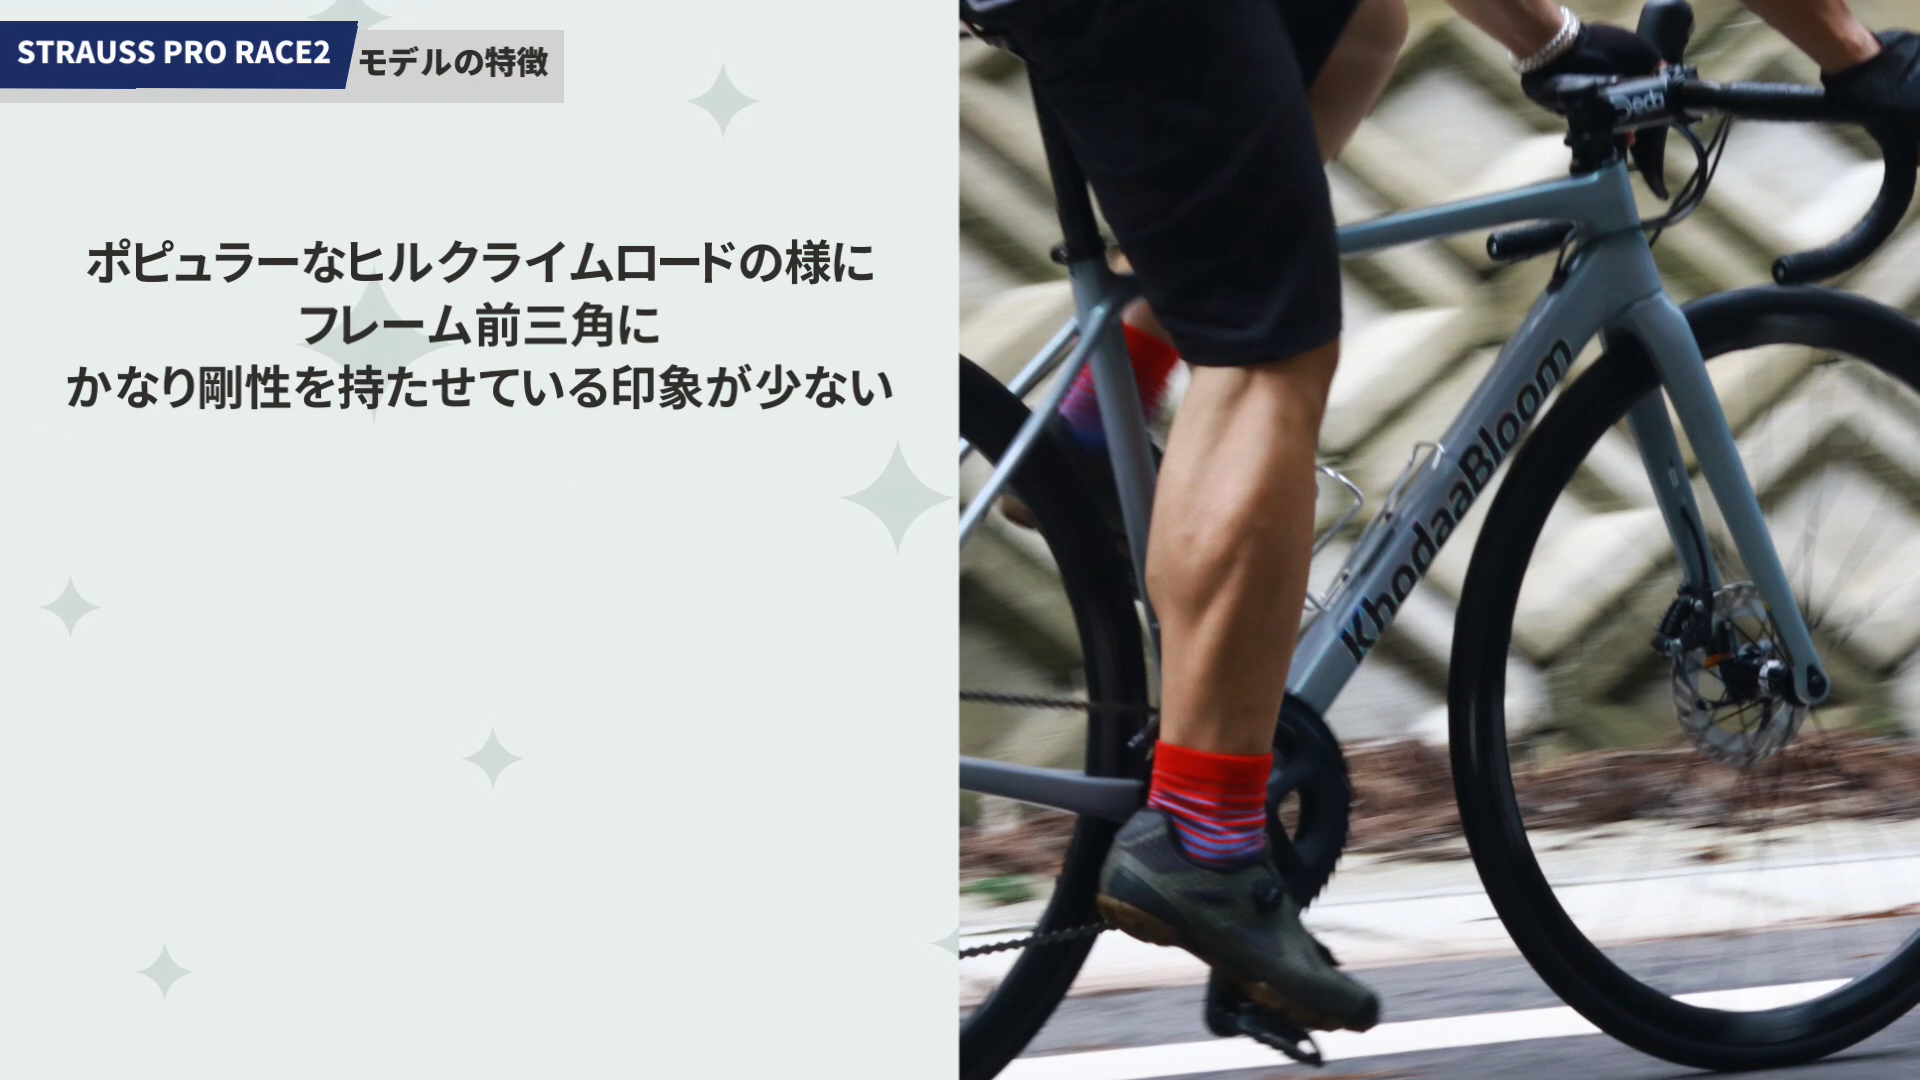 STRAUSS PRO RACE2 モデルの特徴
ポピュラーなヒルクライムロードの様に
フレーム前三角に
かなり剛性を持たせている印象が少ない
Deda
KhodaaBloom